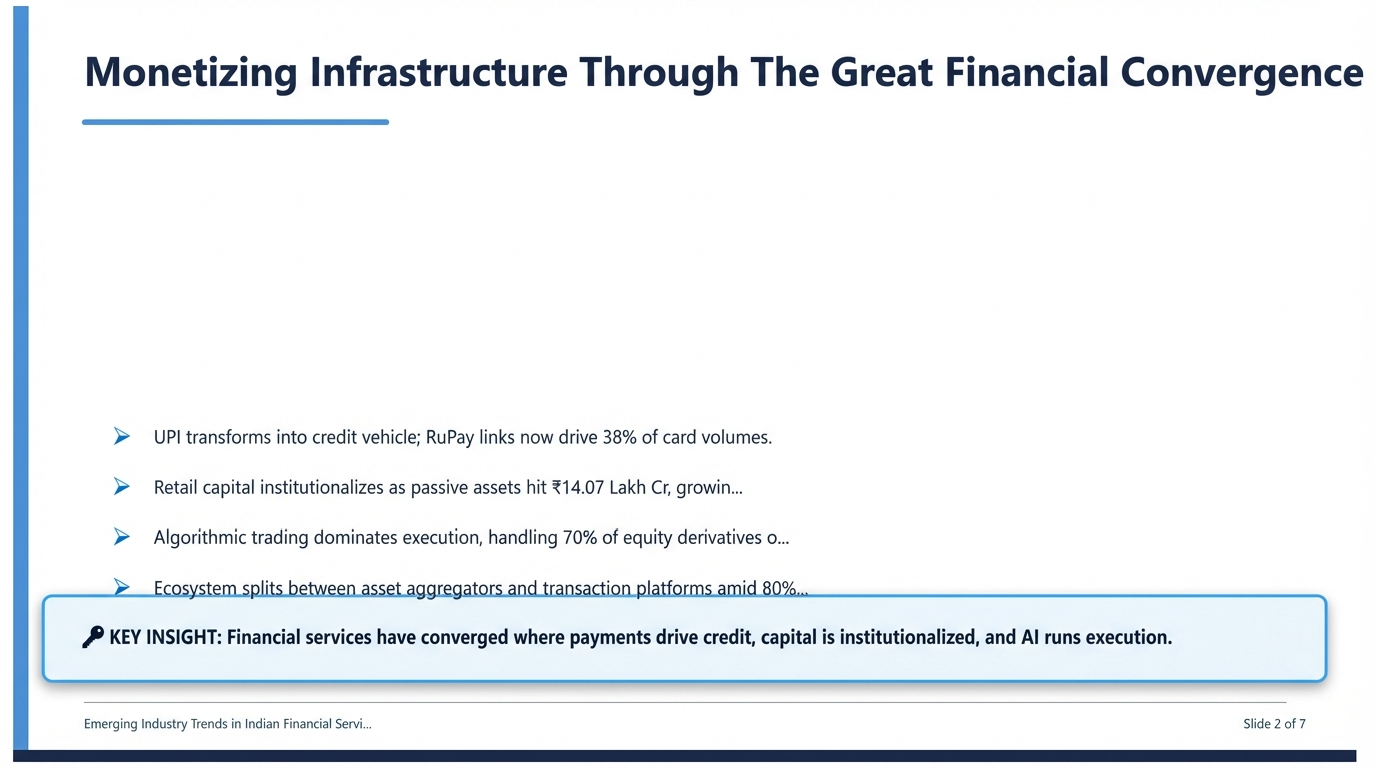 Monetizing Infrastructure Through The Great Financial Convergence
UPI transforms into credit vehicle; RuPay links now drive 38% of card volumes.
Retail capital institutionalizes as passive assets hit ₹14.07 Lakh Cr, growin...
Algorithmic trading dominates execution, handling 70% of equity derivatives o...
Ecosystem splits between asset aggregators and transaction platforms amid 80%...
KEY INSIGHT: Financial services have converged where payments drive credit, capital is institutionalized, and AI runs execution.
Emerging Industry Trends in Indian Financial Servi...
Slide 2 of 7